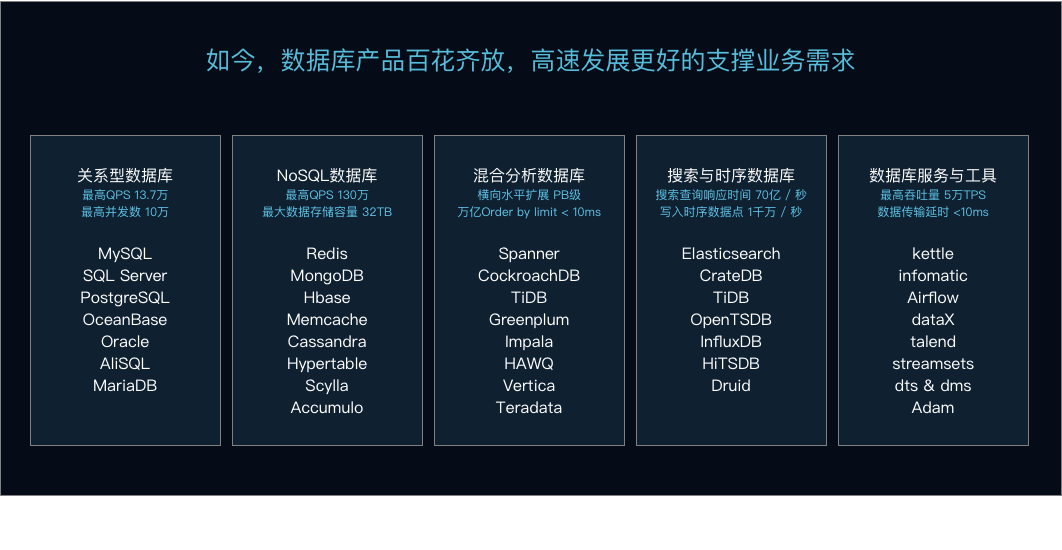 如今，数据库产品百花齐放，高速发展更好的支撑业务需求
关系型数据库
最高QPS 13.7万
最高并发数 10万
MySQL
SQL Server
PostgreSQL
OceanBase
Oracle
AliSQL
MariaDB
NoSQL数据库
最高QPS 130万
最大数据存储容量 32TB
Redis
MongoDB
Hbase
Memcache
Cassandra
Hypertable
Scylla
Accumulo
混合分析数据库
横向水平扩展 PB级
万亿Order by limit < 10ms
Spanner
CockroachDB
TiDB
Greenplum
Impala
HAWQ
Vertica
Teradata
搜索与时序数据库
搜索查询响应时间 70亿 / 秒
写入时序数据点 1千万 / 秒
Elasticsearch
CrateDB
TiDB
OpenTSDB
InfluxDB
HiTSDB
Druid
数据库服务与工具
最高吞吐量 5万TPS
数据传输延时 <10ms
kettle
infomatic
Airflow
dataX
talend
streamsets
dts & dms
Adam